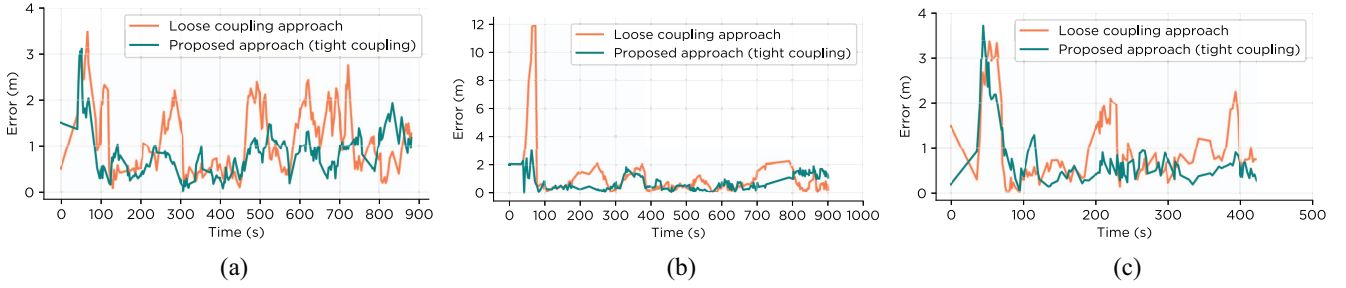 4
3
2
1
0
Error (m)
Loose coupling approach
Proposed approach (tight coupling)
0 100 200 300 400 500 600 700 800 900
Time (s)
(a)
12
10
8
6
4
2
0
Error (m)
Loose coupling approach
Proposed approach (tight coupling)
0 100 200 300 400 500 600 700 800 900 1000
Time (s)
(b)
4
3
2
1
0
Error (m)
Loose coupling approach
Proposed approach (tight coupling)
0 100 200 300 400 500
Time (s)
(c)